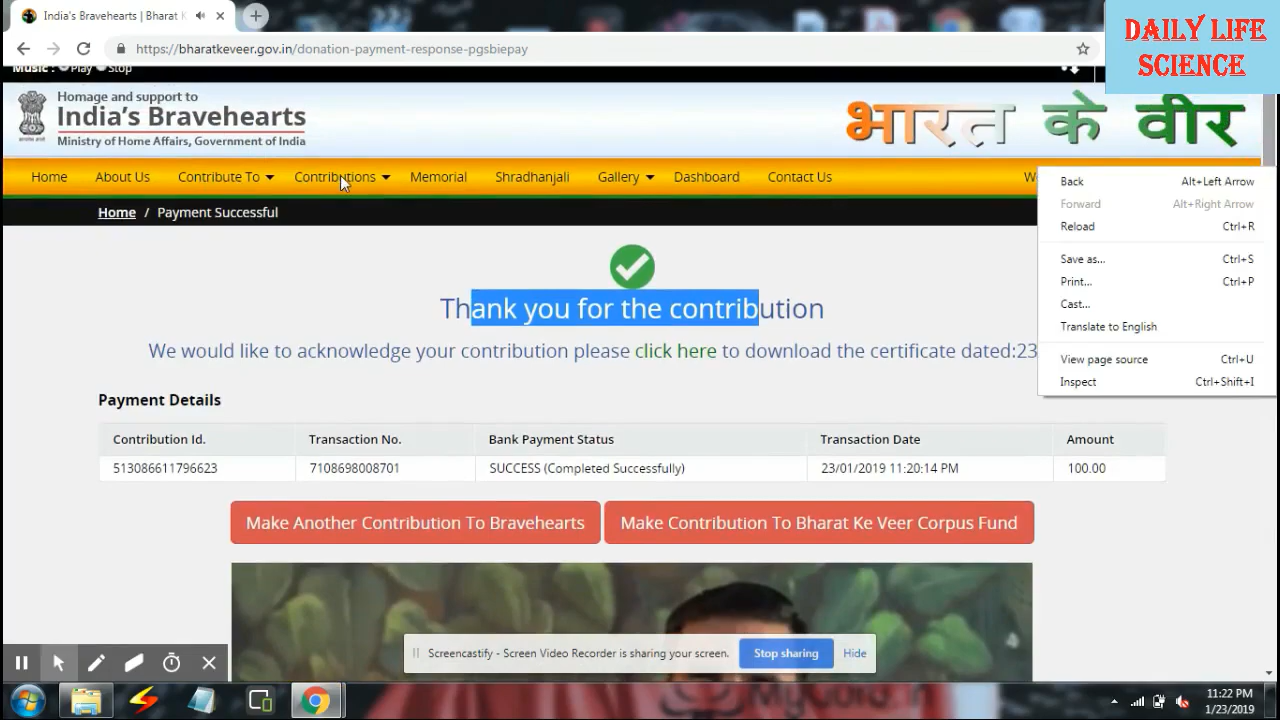 India's Bravehearts | Bharat K
DAILY LIFE
SCIENCE
https://bharatkeveer.gov.in/donation-payment-response-pgsbiepay
Music : Play Stop
Homage and support to
India's Bravehearts
Ministry of Home Affairs, Government of India
भारत के वीर
Home About Us Contribute To Contributions Memorial Shradhanjali Gallery Dashboard Contact Us
Home / Payment Successful
Back Alt+Left Arrow
Forward Alt+Right Arrow
Reload Ctrl+R
Save as... Ctrl+S
Print... Ctrl+P
Cast...
Translate to English
View page source Ctrl+U
Inspect Ctrl+Shift+I
Thank you for the contribution
We would like to acknowledge your contribution please click here to download the certificate dated:23
Payment Details
Contribution Id. Transaction No. Bank Payment Status Transaction Date Amount
513086611796623 7108698008701 SUCCESS (Completed Successfully) 23/01/2019 11:20:14 PM 100.00
Make Another Contribution To Bravehearts Make Contribution To Bharat Ke Veer Corpus Fund
Screencastify - Screen Video Recorder is sharing your screen. Stop sharing Hide
11:22 PM
1/23/2019